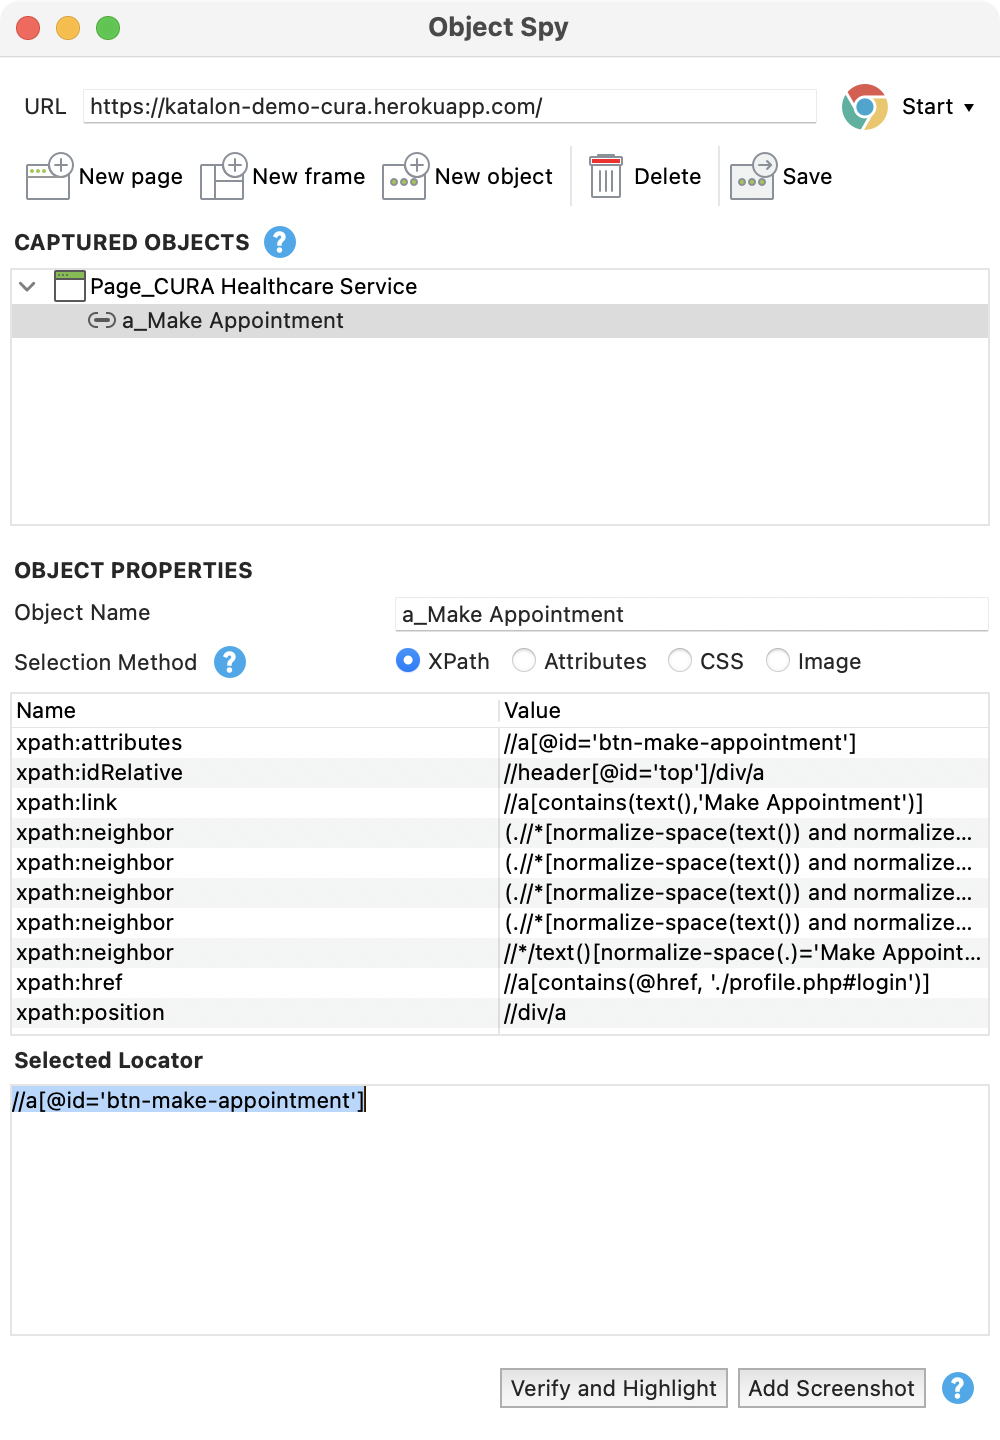 Object Spy
URL https://katalon-demo-cura.herokuapp.com/ Start
New page New frame New object Delete Save
CAPTURED OBJECTS ?
Page_CURA Healthcare Service
a_Make Appointment
OBJECT PROPERTIES
Object Name a_Make Appointment
Selection Method ? XPath Attributes CSS Image
Name Value
xpath:attributes //a[@id='btn-make-appointment']
xpath:idRelative //header[@id='top']/div/a
xpath:link //a[contains(text(),'Make Appointment')]
xpath:neighbor (.//*[normalize-space(text()) and normalize...
xpath:neighbor (.//*[normalize-space(text()) and normalize...
xpath:neighbor (.//*[normalize-space(text()) and normalize...
xpath:neighbor (.//*[normalize-space(text()) and normalize...
xpath:neighbor //*/text()[normalize-space(.)='Make Appoint...
xpath:href //a[contains(@href, './profile.php#login')]
xpath:position //div/a
Selected Locator
//a[@id='btn-make-appointment']
Verify and Highlight Add Screenshot ?